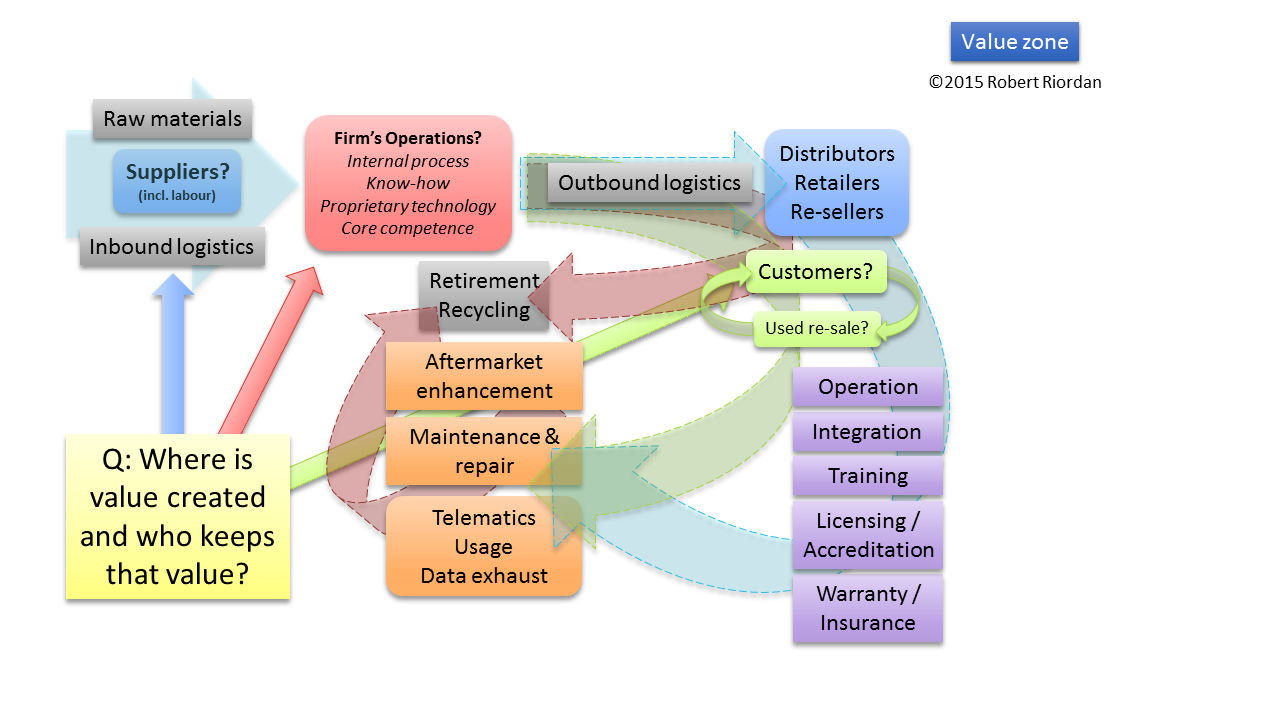 Value zone
©2015 Robert Riordan
Raw materials
Suppliers?
(incl. labour)
Inbound logistics
Firm's Operations?
Internal process
Know-how
Proprietary technology
Core competence
Outbound logistics
Distributors
Retailers
Re-sellers
Customers?
Used re-sale?
Retirement
Recycling
Aftermarket
enhancement
Maintenance &
repair
Telematics
Usage
Data exhaust
Operation
Integration
Training
Licensing /
Accreditation
Warranty /
Insurance
Q: Where is
value created
and who keeps
that value?